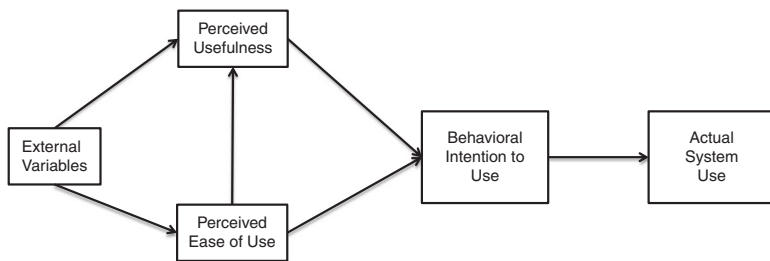 Perceived
Usefulness
External
Variables
Perceived
Ease of Use
Behavioral
Intention to
Use
Actual
System
Use